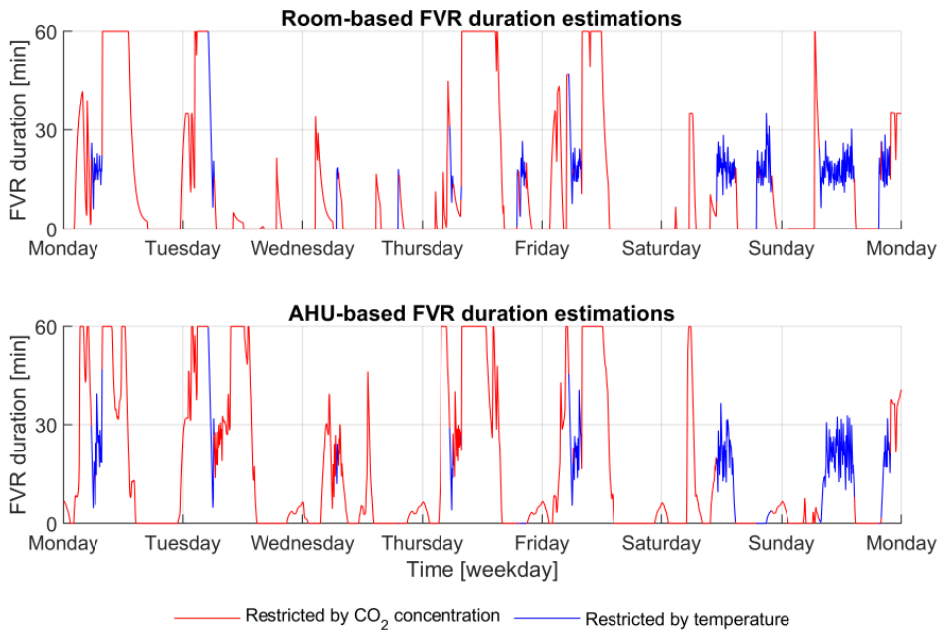 Room-based FVR duration estimations
FVR duration [min]
60
30
0
Monday Tuesday Wednesday Thursday Friday Saturday Sunday Monday
AHU-based FVR duration estimations
FVR duration [min]
60
30
0
Monday Tuesday Wednesday Thursday Friday Saturday Sunday Monday
Time [weekday]
Restricted by CO₂ concentration Restricted by temperature